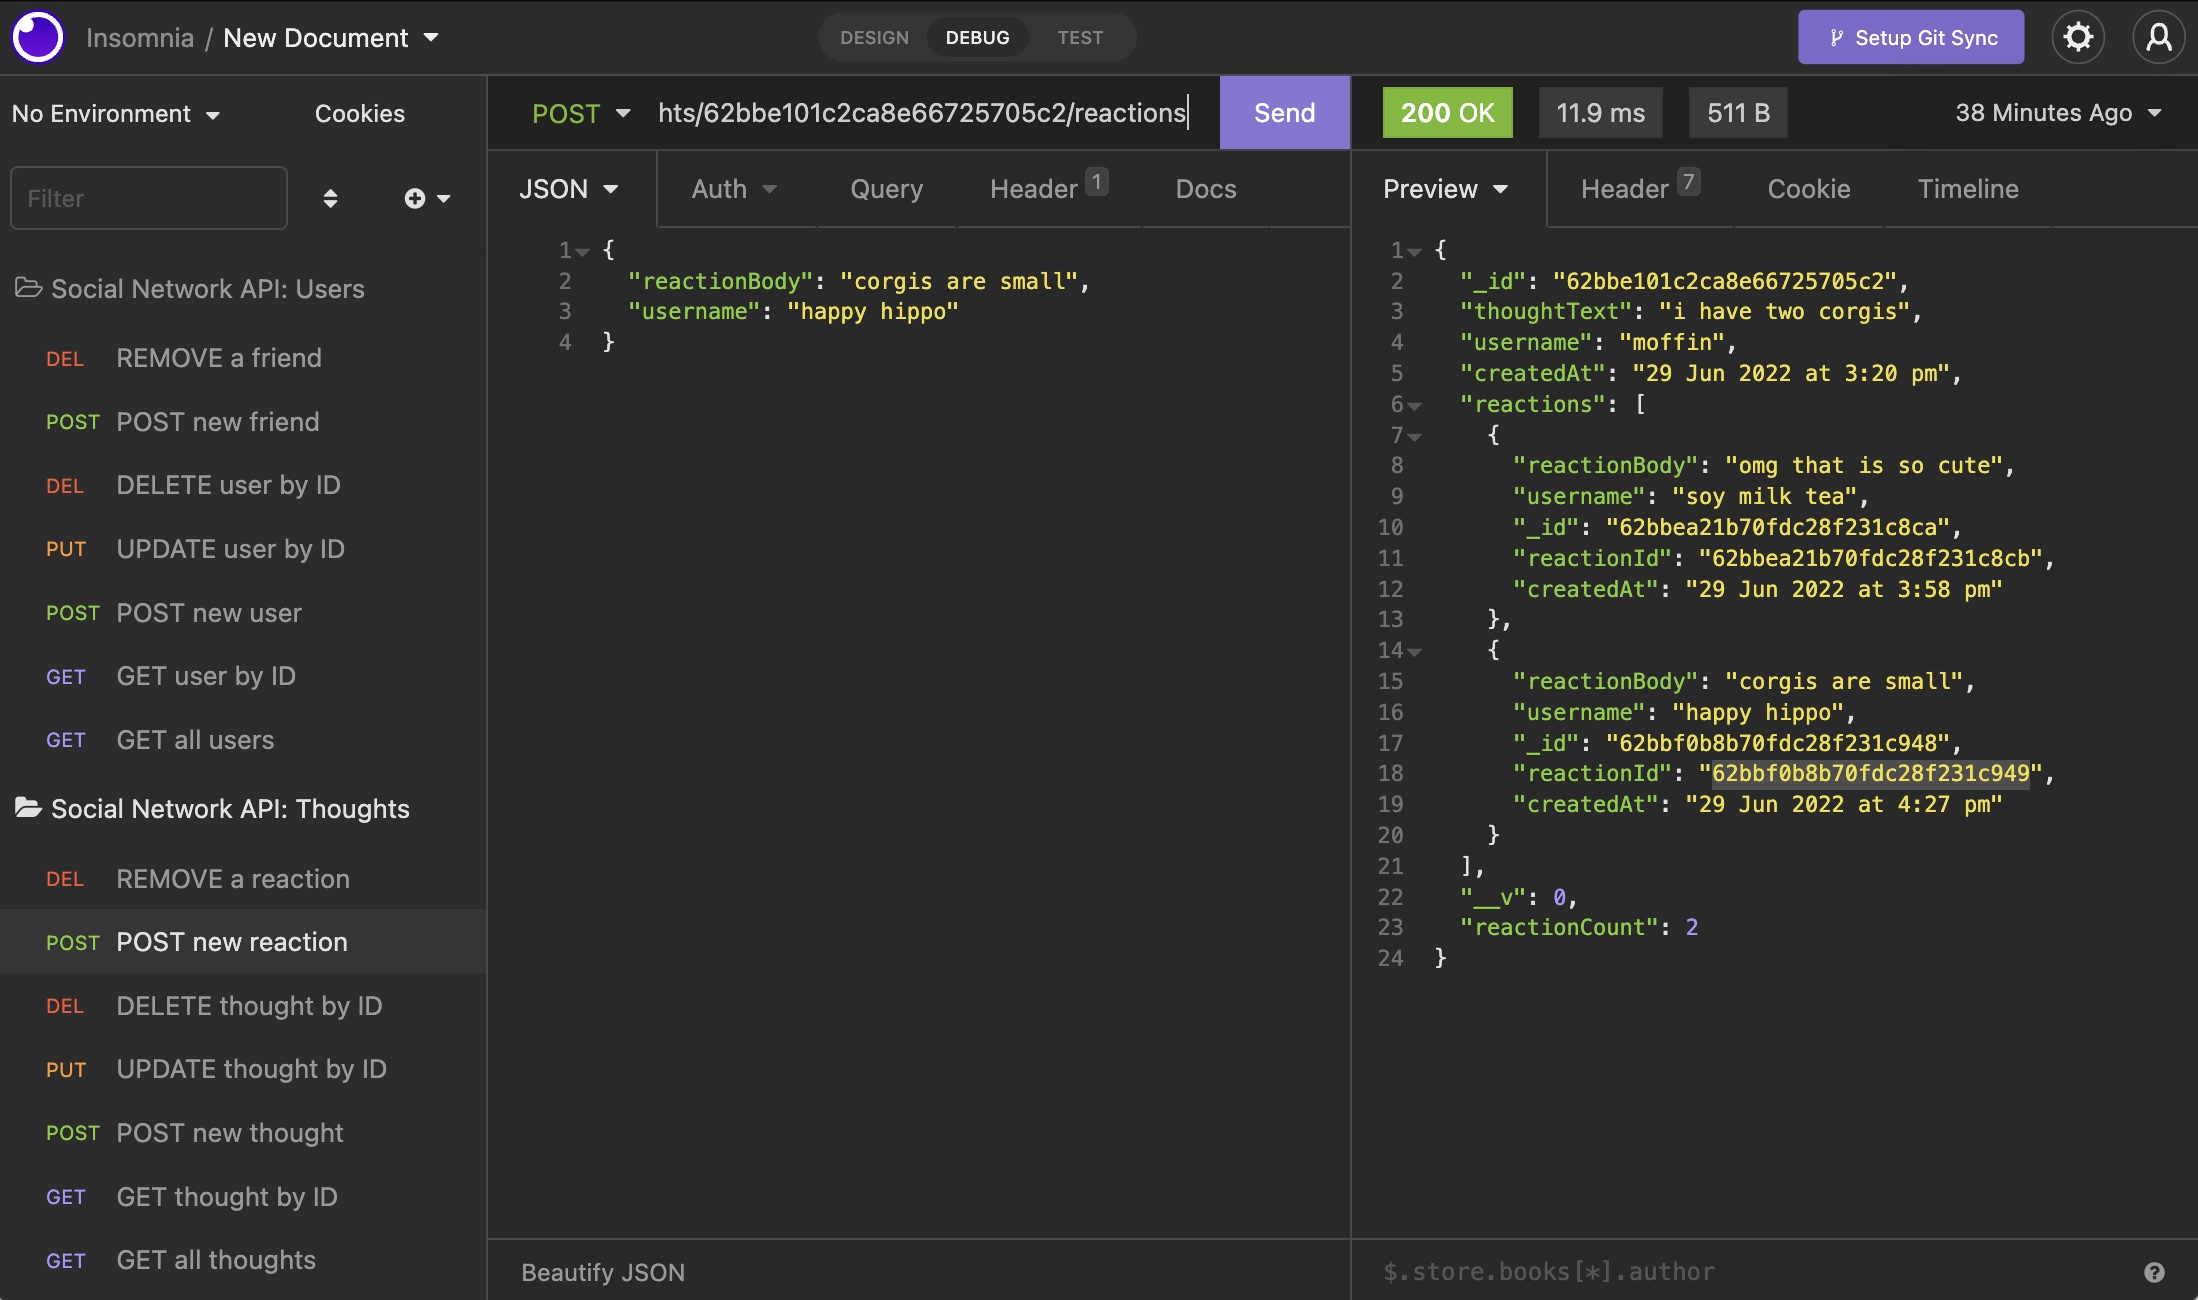 Insomnia / New Document
DESIGN DEBUG TEST
Setup Git Sync
No Environment
Cookies
Filter
Social Network API: Users
DEL REMOVE a friend
POST POST new friend
DEL DELETE user by ID
PUT UPDATE user by ID
POST POST new user
GET GET user by ID
GET GET all users
Social Network API: Thoughts
DEL REMOVE a reaction
POST POST new reaction
DEL DELETE thought by ID
PUT UPDATE thought by ID
POST POST new thought
GET GET thought by ID
GET GET all thoughts
POST hts/62bbe101c2ca8e66725705c2/reactions Send
JSON Auth Query Header 1 Docs
1 {
2 "reactionBody": "corgis are small",
3 "username": "happy hippo"
4 }
Beautify JSON
200 OK 11.9 ms 511 B 38 Minutes Ago
Preview Header 7 Cookie Timeline
1 {
2 "_id": "62bbe101c2ca8e66725705c2",
3 "thoughtText": "i have two corgis",
4 "username": "moffin",
5 "createdAt": "29 Jun 2022 at 3:20 pm",
6 "reactions": [
7 {
8 "reactionBody": "omg that is so cute",
9 "username": "soy milk tea",
10 "_id": "62bbea21b70fdc28f231c8ca",
11 "reactionId": "62bbea21b70fdc28f231c8cb",
12 "createdAt": "29 Jun 2022 at 3:58 pm"
13 },
14 {
15 "reactionBody": "corgis are small",
16 "username": "happy hippo",
17 "_id": "62bbf0b8b70fdc28f231c948",
18 "reactionId": "62bbf0b8b70fdc28f231c949",
19 "createdAt": "29 Jun 2022 at 4:27 pm"
20 }
21 ],
22 "__v": 0,
23 "reactionCount": 2
24 }
$.store.books[*].author
?